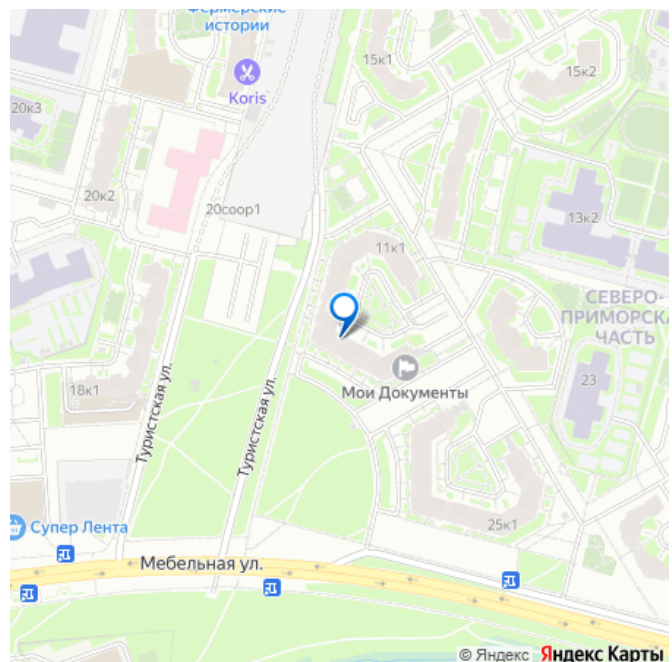 Фермерские
истории
Koris
15к1
15к2
20к3
20к2
20соор1
13к2
11к1
СЕВЕРО-
ПРИМОРСКА
ЧАСТЬ
Туристская ул.
Туристская ул.
18к1
Мои Документы
23
25к1
Супер Лента
Мебельная ул.
© Яндекс Яндекс Карты